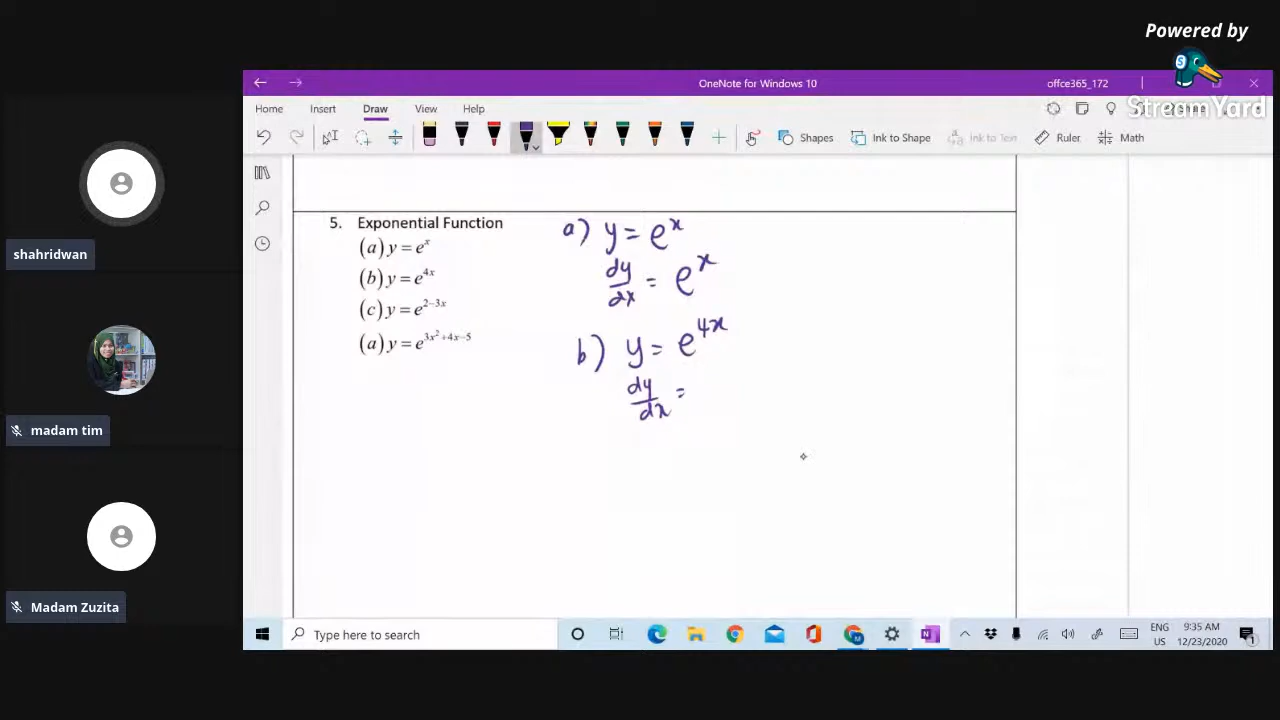 Powered by
StreamYard
OneNote for Windows 10
offce365_172
Home Insert Draw View Help
Shapes Ink to Shape Ink to Text Ruler Math
5. Exponential Function
(a) y = e^x
(b) y = e^{4x}
(c) y = e^{2-3x}
(a) y = e^{3x^2+4x-5}
a) y = e^x
dy/dx = e^x
b) y = e^{4x}
dy/dx =
shahridwan
madam tim
Madam Zuzita
Type here to search
ENG
US
9:35 AM
12/23/2020